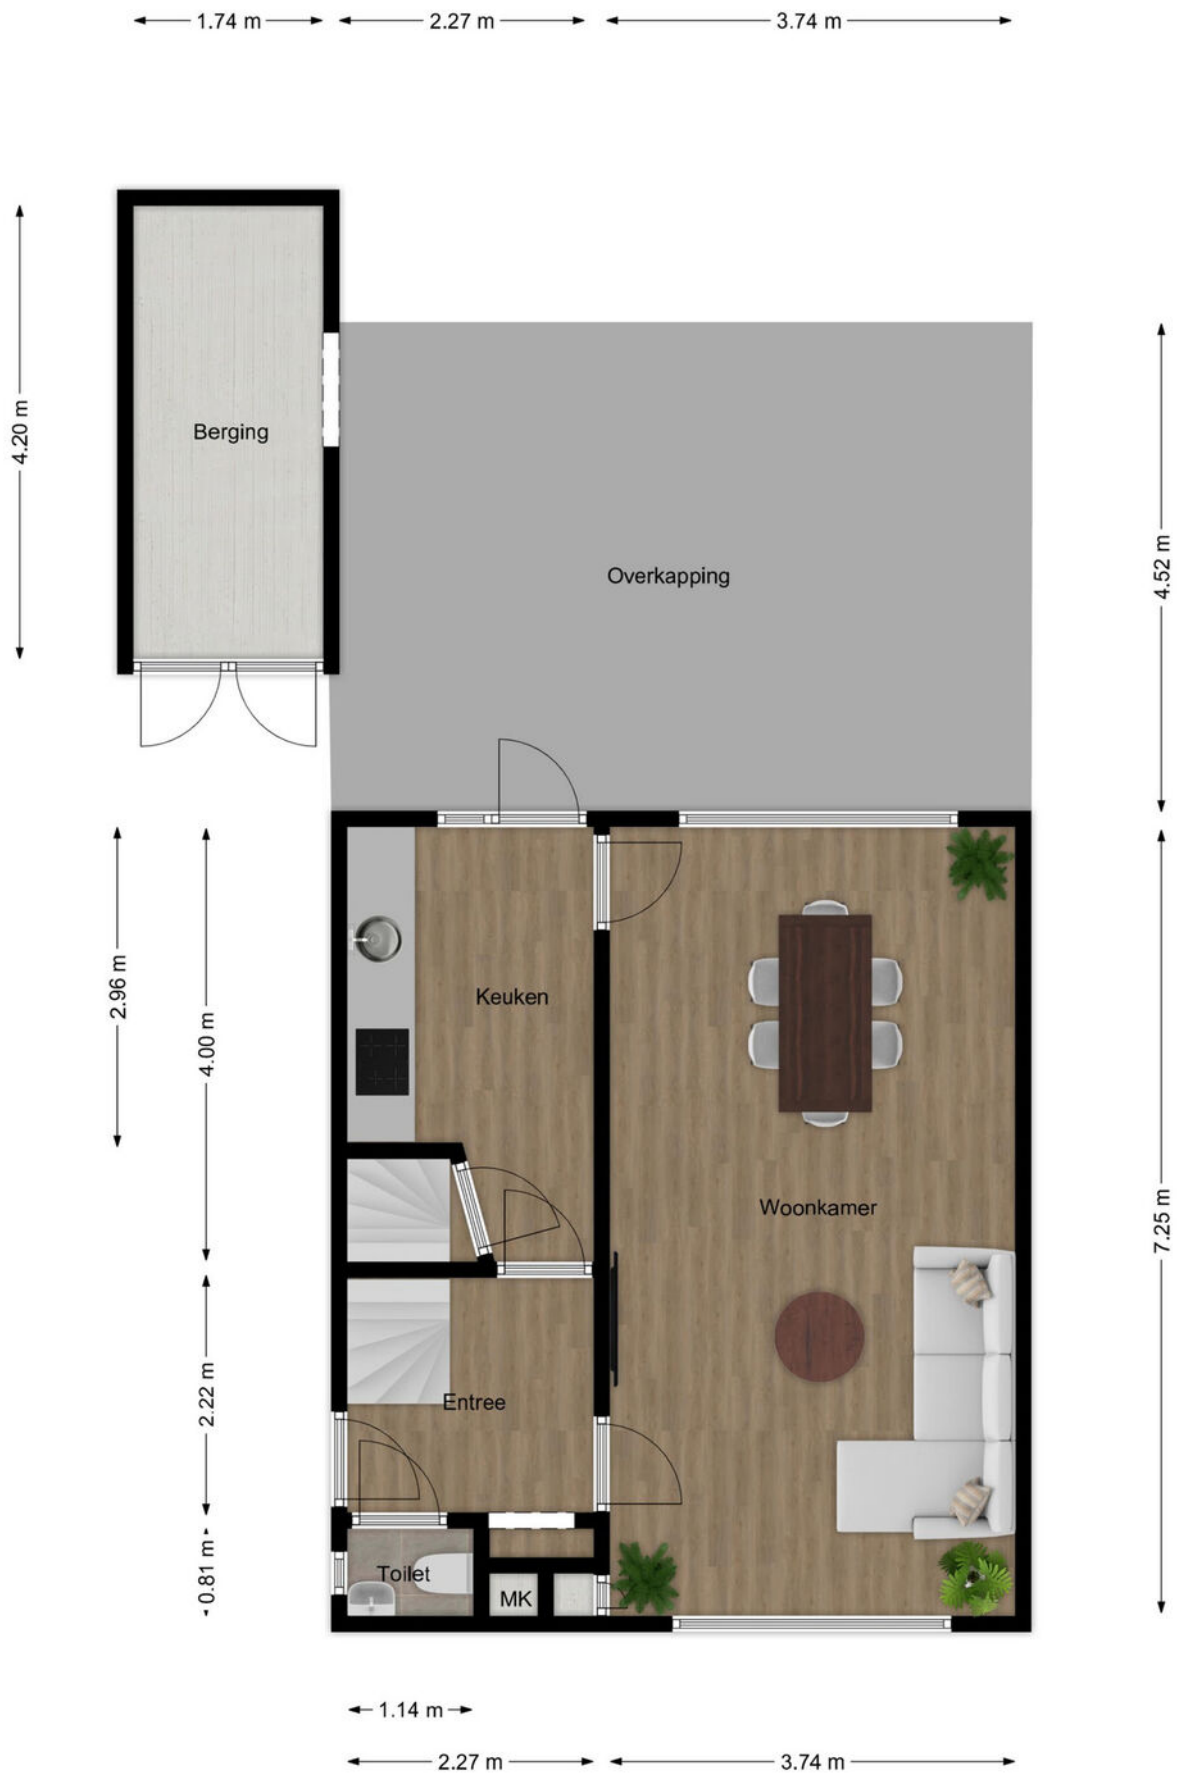 1.74 m
2.27 m
3.74 m
4.20 m
Berging
Overkapping
4.52 m
2.96 m
4.00 m
Keuken
Woonkamer
7.25 m
2.22 m
Entree
0.81 m
Toilet
MK
1.14 m
2.27 m
3.74 m